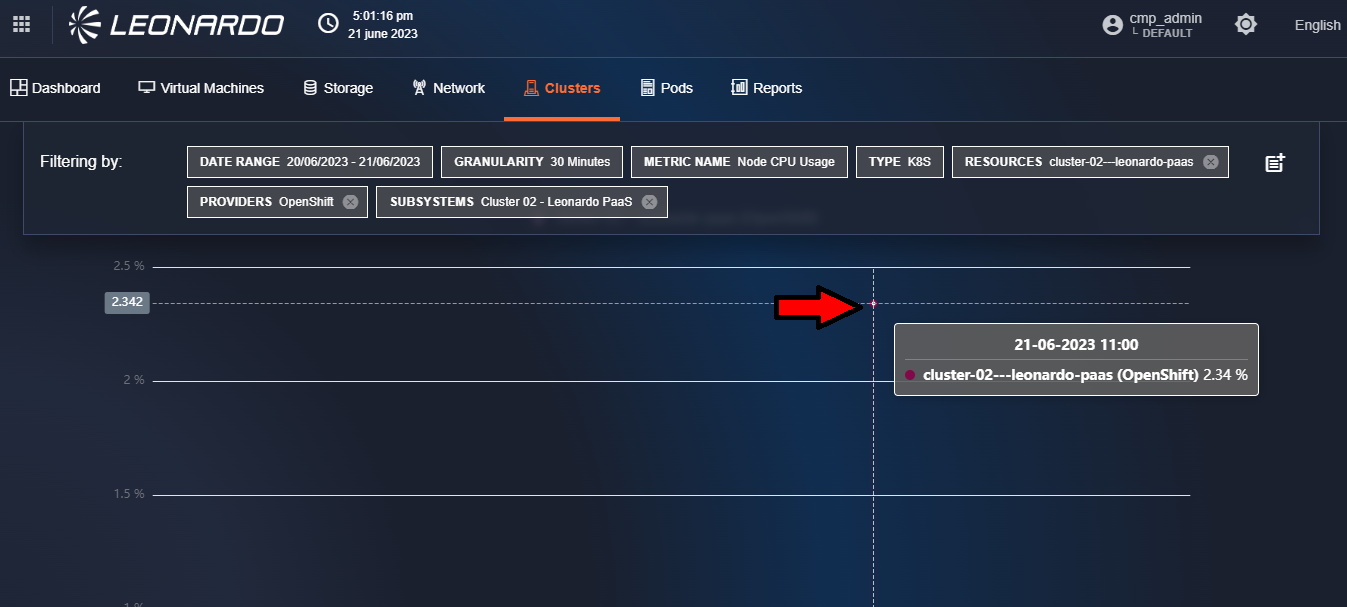 LEONARDO
5:01:16 pm
21 june 2023
cmp_admin
└ DEFAULT
English
Dashboard
Virtual Machines
Storage
Network
Clusters
Pods
Reports
Filtering by:
DATE RANGE 20/06/2023 - 21/06/2023
GRANULARITY 30 Minutes
METRIC NAME Node CPU Usage
TYPE K8S
RESOURCES cluster-02---leonardo-paas
PROVIDERS OpenShift
SUBSYSTEMS Cluster 02 - Leonardo PaaS
2.5 %
2.342
21-06-2023 11:00
cluster-02---leonardo-paas (OpenShift) 2.34 %
2 %
1.5 %
1 %